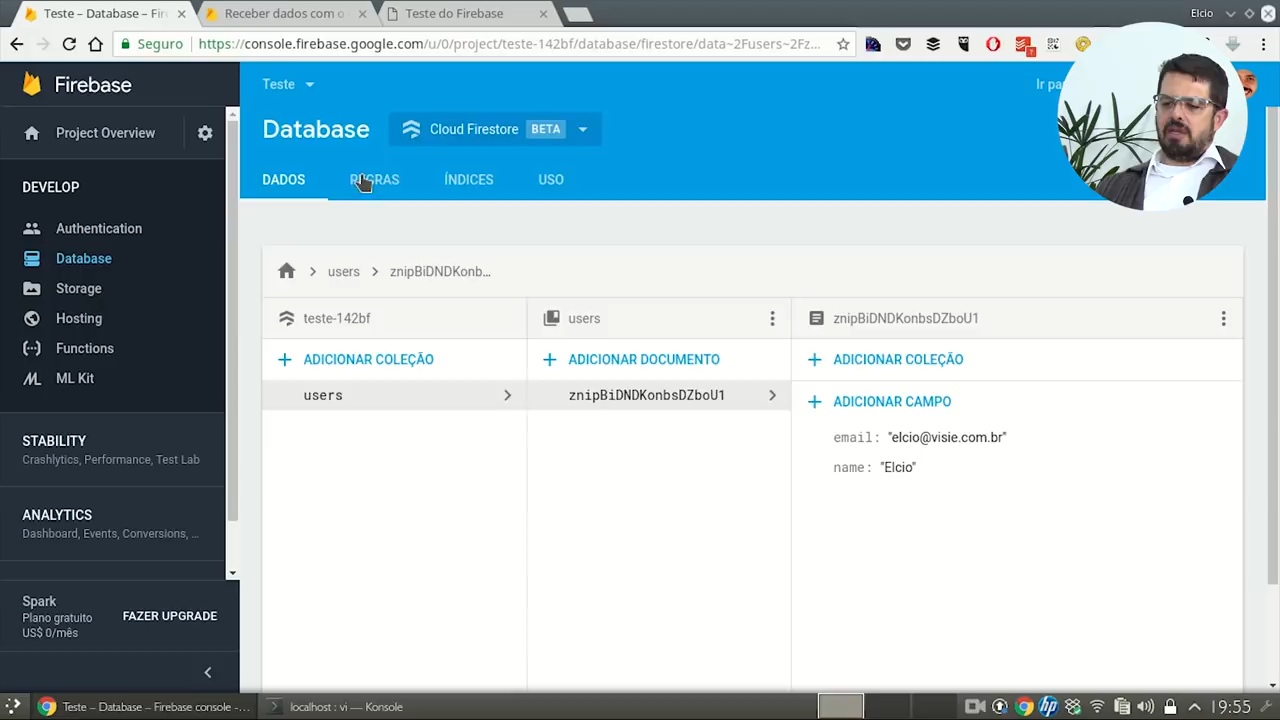 Teste – Database – Fir
Receber dados com o
Teste do Firebase
Elcio
Seguro
https://console.firebase.google.com/u/0/project/teste-142bf/database/firestore/data~2Fusers~2Fz...
Firebase
Teste
Ir pa
Project Overview
Database
Cloud Firestore BETA
DADOS REGRAS ÍNDICES USO
DEVELOP
Authentication
Database
Storage
Hosting
Functions
ML Kit
STABILITY
Crashlytics, Performance, Test Lab
ANALYTICS
Dashboard, Events, Conversions, ...
Spark
Plano gratuito
US$ 0/mês
FAZER UPGRADE
users znipBiDNDKonb...
teste-142bf
users
znipBiDNDKonbsDZboU1
ADICIONAR COLEÇÃO
ADICIONAR DOCUMENTO
ADICIONAR COLEÇÃO
users
znipBiDNDKonbsDZboU1
ADICIONAR CAMPO
email: "elcio@visie.com.br"
name: "Elcio"
Teste – Database – Firebase console -...
localhost : vi — Konsole
19:55